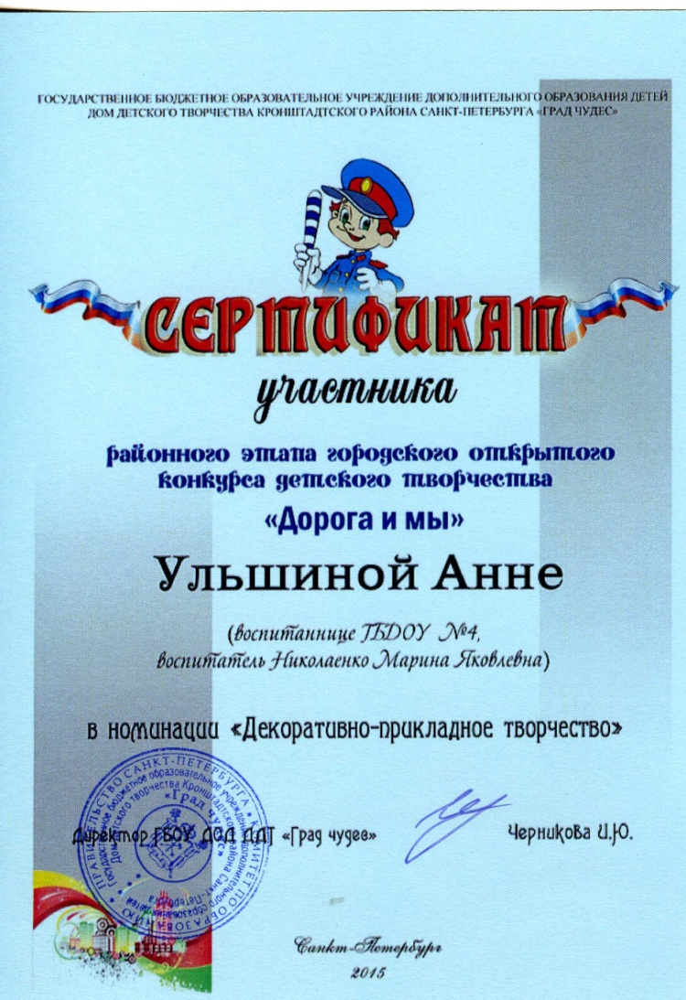 ГОСУДАРСТВЕННОЕ БЮДЖЕТНОЕ ОБРАЗОВАТЕЛЬНОЕ УЧРЕЖДЕНИЕ ДОПОЛНИТЕЛЬНОГО ОБРАЗОВАНИЯ ДЕТЕЙ
ДОМ ДЕТСКОГО ТВОРЧЕСТВА КРОНШТАДТСКОГО РАЙОНА САНКТ-ПЕТЕРБУРГА «ГРАД ЧУДЕС»
СЕРТИФИКАТ
участника
районного этапа городского открытого
конкурса детского творчества
«Дорога и мы»
Ульшиной Анне
(воспитаннице ГБДОУ №4,
воспитатель Николаенко Марина Яковлевна)
в номинации «Декоративно-прикладное творчество»
Директор ГБОУ ДОД ДДТ «Град чудес» Черникова И.Ю.
ПРАВИТЕЛЬСТВО САНКТ-ПЕТЕРБУРГА * КОМИТЕТ ПО ОБРАЗОВАНИЮ *
Государственное бюджетное образовательное учреждение дополнительного образования детей
Дом детского творчества Кронштадтского района Санкт-Петербурга
«Град чудес»
Санкт-Петербург
2015